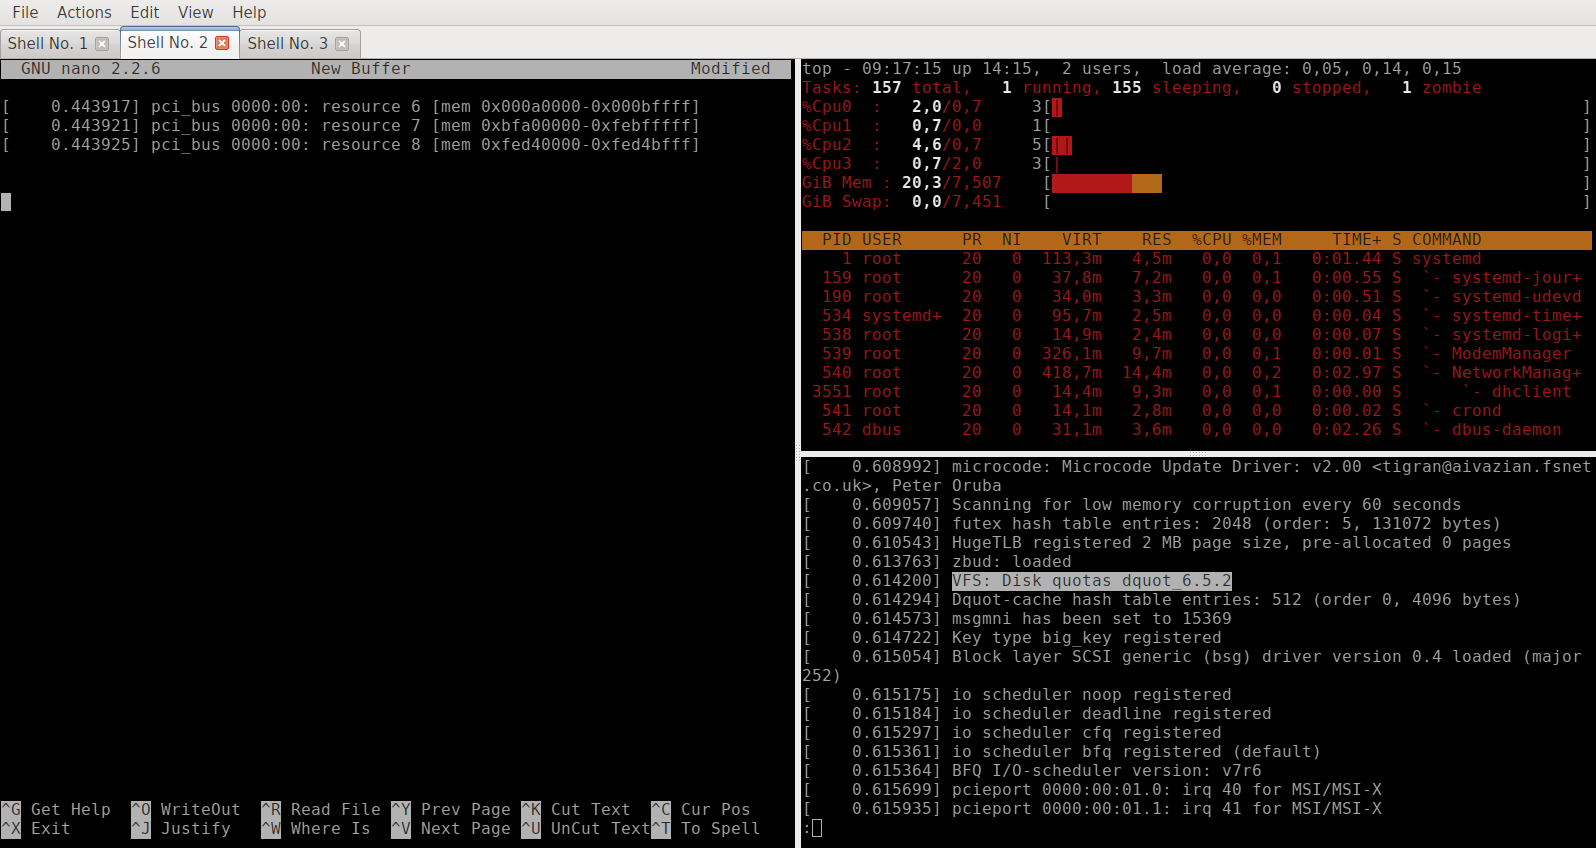 File Actions Edit View Help
Shell No. 1 Shell No. 2 Shell No. 3
GNU nano 2.2.6 New Buffer Modified
[ 0.443917] pci_bus 0000:00: resource 6 [mem 0x000a0000-0x000bffff]
[ 0.443921] pci_bus 0000:00: resource 7 [mem 0xbfa00000-0xfebfffff]
[ 0.443925] pci_bus 0000:00: resource 8 [mem 0xfed40000-0xfed4bfff]
^G Get Help ^O WriteOut ^R Read File ^Y Prev Page ^K Cut Text ^C Cur Pos
^X Exit ^J Justify ^W Where Is ^V Next Page ^U UnCut Text ^T To Spell
top - 09:17:15 up 14:15, 2 users, load average: 0,05, 0,14, 0,15
Tasks: 157 total, 1 running, 155 sleeping, 0 stopped, 1 zombie
%Cpu0 : 2,0/0,7 3[| ]
%Cpu1 : 0,7/0,0 1[ ]
%Cpu2 : 4,6/0,7 5[|| ]
%Cpu3 : 0,7/2,0 3[| ]
GiB Mem : 20,3/7,507 [ ]
GiB Swap: 0,0/7,451 [ ]
PID USER PR NI VIRT RES %CPU %MEM TIME+ S COMMAND
1 root 20 0 113,3m 4,5m 0,0 0,1 0:01.44 S systemd
159 root 20 0 37,8m 7,2m 0,0 0,1 0:00.55 S `- systemd-jour+
190 root 20 0 34,0m 3,3m 0,0 0,0 0:00.51 S `- systemd-udevd
534 systemd+ 20 0 95,7m 2,5m 0,0 0,0 0:00.04 S `- systemd-time+
538 root 20 0 14,9m 2,4m 0,0 0,0 0:00.07 S `- systemd-logi+
539 root 20 0 326,1m 9,7m 0,0 0,1 0:00.01 S `- ModemManager
540 root 20 0 418,7m 14,4m 0,0 0,2 0:02.97 S `- NetworkManag+
3551 root 20 0 14,4m 9,3m 0,0 0,1 0:00.00 S `- dhclient
541 root 20 0 14,1m 2,8m 0,0 0,0 0:00.02 S `- crond
542 dbus 20 0 31,1m 3,6m 0,0 0,0 0:02.26 S `- dbus-daemon
[ 0.608992] microcode: Microcode Update Driver: v2.00 <tigran@aivazian.fsnet
.co.uk>, Peter Oruba
[ 0.609057] Scanning for low memory corruption every 60 seconds
[ 0.609740] futex hash table entries: 2048 (order: 5, 131072 bytes)
[ 0.610543] HugeTLB registered 2 MB page size, pre-allocated 0 pages
[ 0.613763] zbud: loaded
[ 0.614200] VFS: Disk quotas dquot_6.5.2
[ 0.614294] Dquot-cache hash table entries: 512 (order 0, 4096 bytes)
[ 0.614573] msgmni has been set to 15369
[ 0.614722] Key type big_key registered
[ 0.615054] Block layer SCSI generic (bsg) driver version 0.4 loaded (major
252)
[ 0.615175] io scheduler noop registered
[ 0.615184] io scheduler deadline registered
[ 0.615297] io scheduler cfq registered
[ 0.615361] io scheduler bfq registered (default)
[ 0.615364] BFQ I/O-scheduler version: v7r6
[ 0.615699] pcieport 0000:00:01.0: irq 40 for MSI/MSI-X
[ 0.615935] pcieport 0000:00:01.1: irq 41 for MSI/MSI-X
: